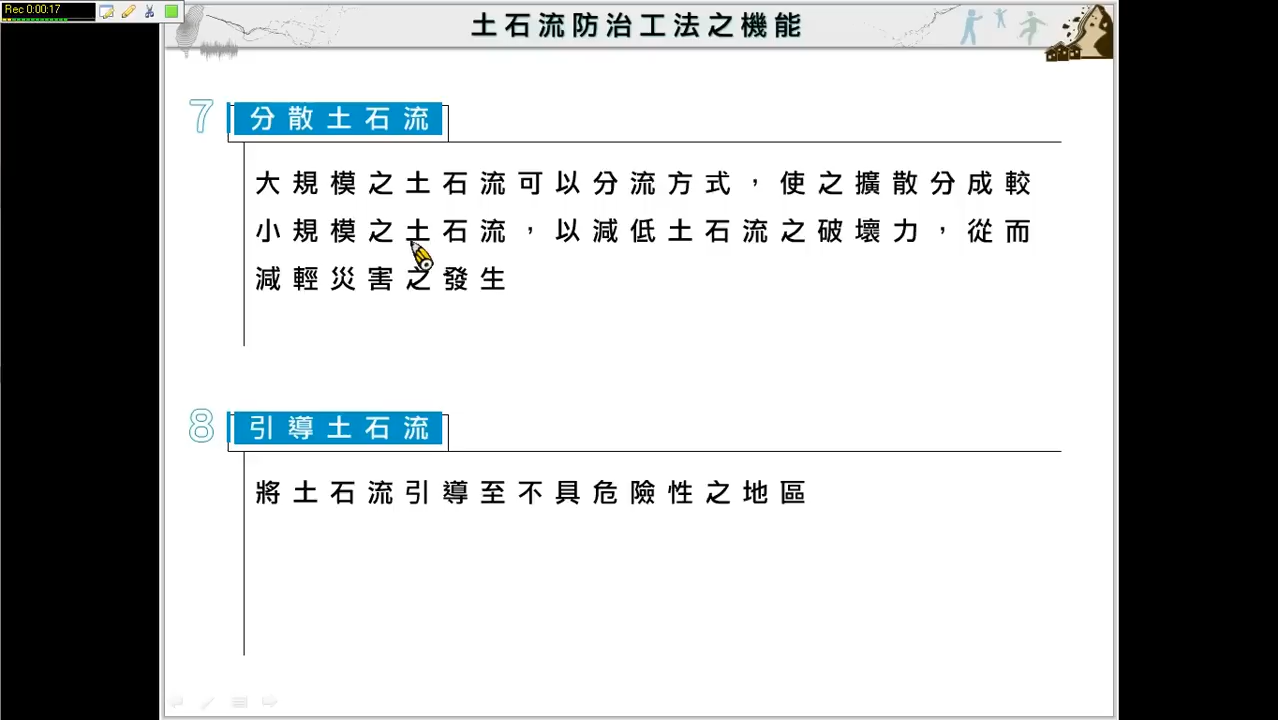 Rec 0:00:17
土石流防治工法之機能
7
分散土石流
大規模之土石流可以分流方式，使之擴散分成較
小規模之土石流，以減低土石流之破壞力，從而
減輕災害之發生
8
引導土石流
將土石流引導至不具危險性之地區